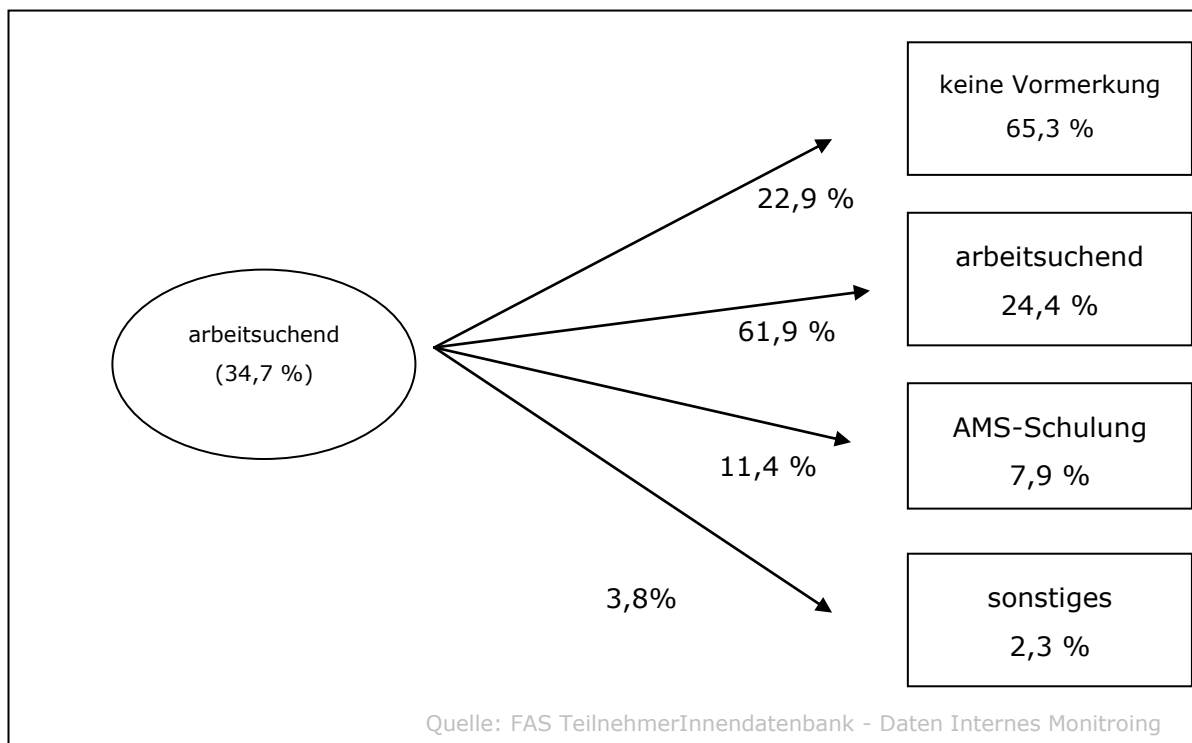 keine Vormerkung
65,3 %
22,9 %
arbeitsuchend
24,4 %
arbeitsuchend
(34,7 %)
61,9 %
AMS-Schulung
7,9 %
11,4 %
3,8%
sonstiges
2,3 %
Quelle: FAS TeilnehmerInnendatenbank - Daten Internes Monitroing